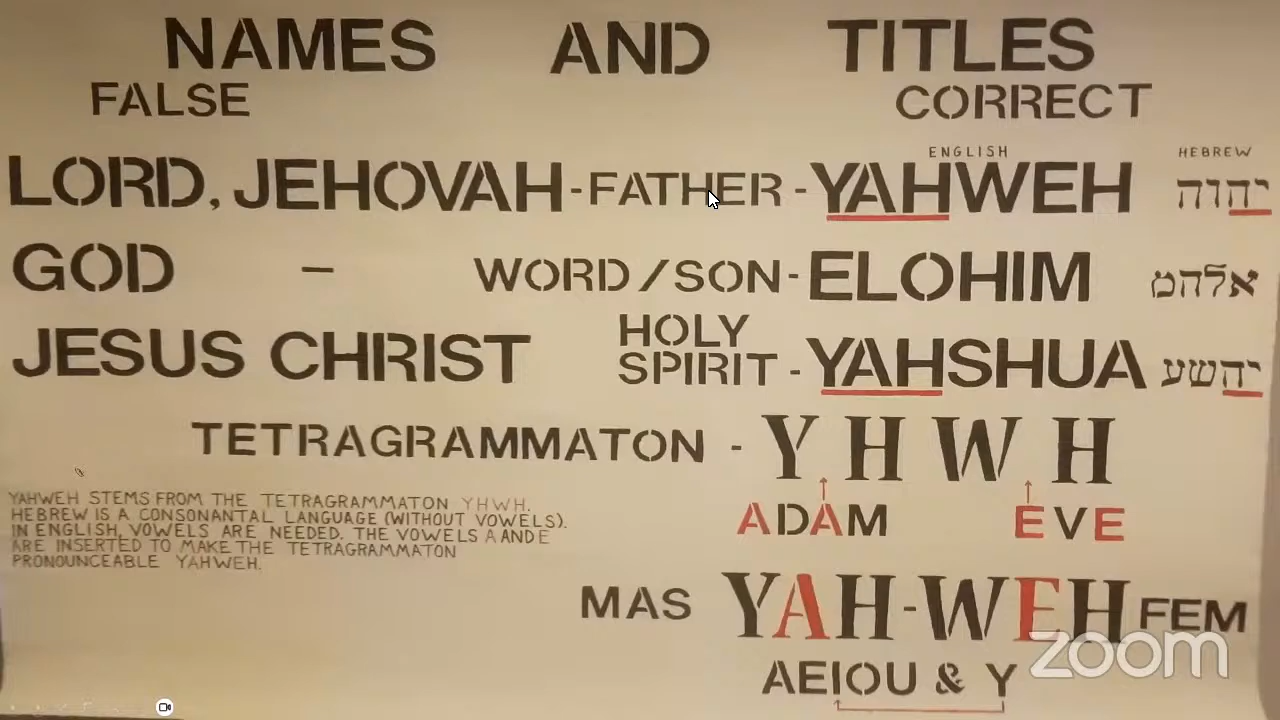 NAMES AND TITLES
FALSE CORRECT
ENGLISH HEBREW
LORD, JEHOVAH - FATHER - YAHWEH יהוה
GOD - WORD/SON - ELOHIM אלהמ
JESUS CHRIST HOLY SPIRIT - YAHSHUA יהשע
TETRAGRAMMATON - Y H W H
ADAM EVE
YAHWEH STEMS FROM THE TETRAGRAMMATON YHWH.
HEBREW IS A CONSONANTAL LANGUAGE (WITHOUT VOWELS).
IN ENGLISH, VOWELS ARE NEEDED. THE VOWELS A AND E
ARE INSERTED TO MAKE THE TETRAGRAMMATON
PRONOUNCEABLE YAHWEH.
MAS YAH-WEH FEM
AEIOU & Y
zoom